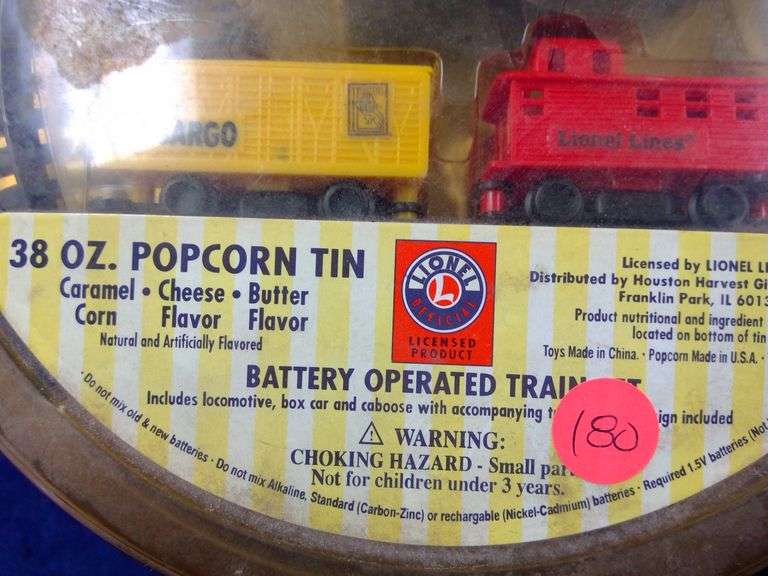 CARGO
Lionel Lines®
38 OZ. POPCORN TIN
Caramel • Cheese • Butter
Corn Flavor Flavor
Natural and Artificially Flavored
LIONEL
L
OFFICIAL
LICENSED
PRODUCT
Licensed by LIONEL
Distributed by Houston Harvest
Franklin Park, IL
Product nutritional and ingredient
located on bottom of tin
Toys Made in China. · Popcorn Made in U.S.A. ·
BATTERY OPERATED TRAIN
Includes locomotive, box car and caboose with accompanying included
180
⚠ WARNING:
CHOKING HAZARD - Small
Not for children under 3 years.
· Do not mix old & new batteries · Do not mix Alkaline, Standard (Carbon-Zinc) or rechargable (Nickel-Cadmium) batteries · Required 1.5V batteries (Not